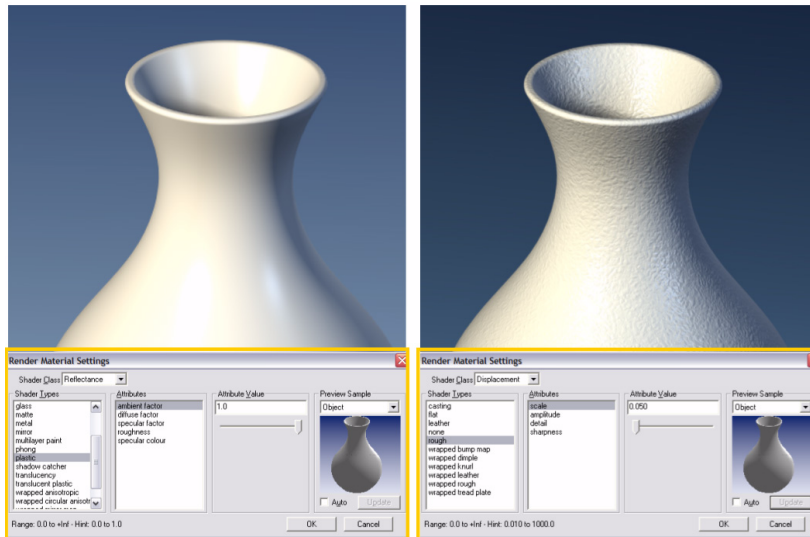 Render Material Settings
Shader Class Reflectance
Shader Types
glass
matte
metal
mirror
multilayer paint
phong
plastic
shadow catcher
translucency
translucent plastic
wrapped anisotropic
wrapped circular anisotr
Attributes
ambient factor
diffuse factor
specular factor
roughness
specular colour
Attribute Value
1.0
Preview Sample
Object
Auto
Update
Range: 0.0 to +Inf - Hint: 0.0 to 1.0
OK
Cancel
Render Material Settings
Shader Class Displacement
Shader Types
casting
flat
leather
none
rough
wrapped bump map
wrapped dimple
wrapped knurl
wrapped leather
wrapped rough
wrapped tread plate
Attributes
scale
amplitude
detail
sharpness
Attribute Value
0.050
Preview Sample
Object
Auto
Update
Range: 0.0 to +Inf - Hint: 0.010 to 1000.0
OK
Cancel